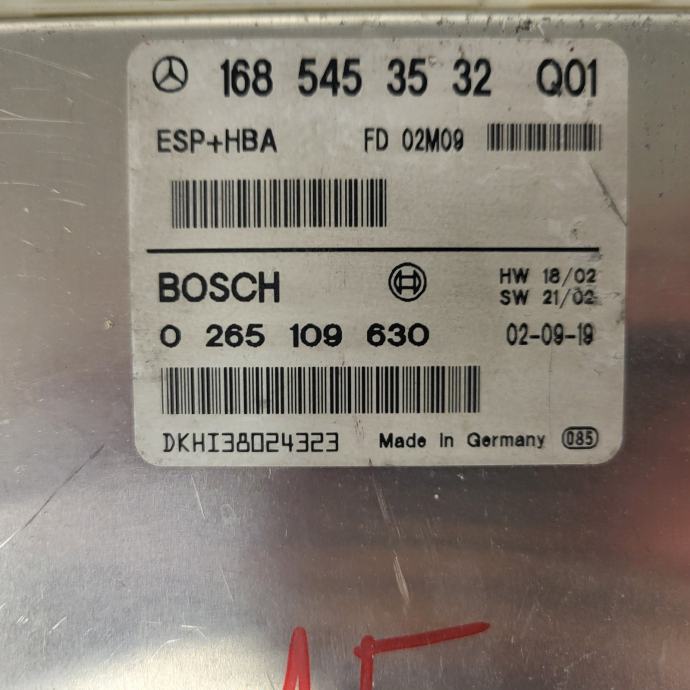 168 545 35 32 Q01
ESP+HBA FD 02M09
BOSCH HW 18/02
SW 21/02
0 265 109 630 02-09-19
DKHI38024323 Made in Germany 085